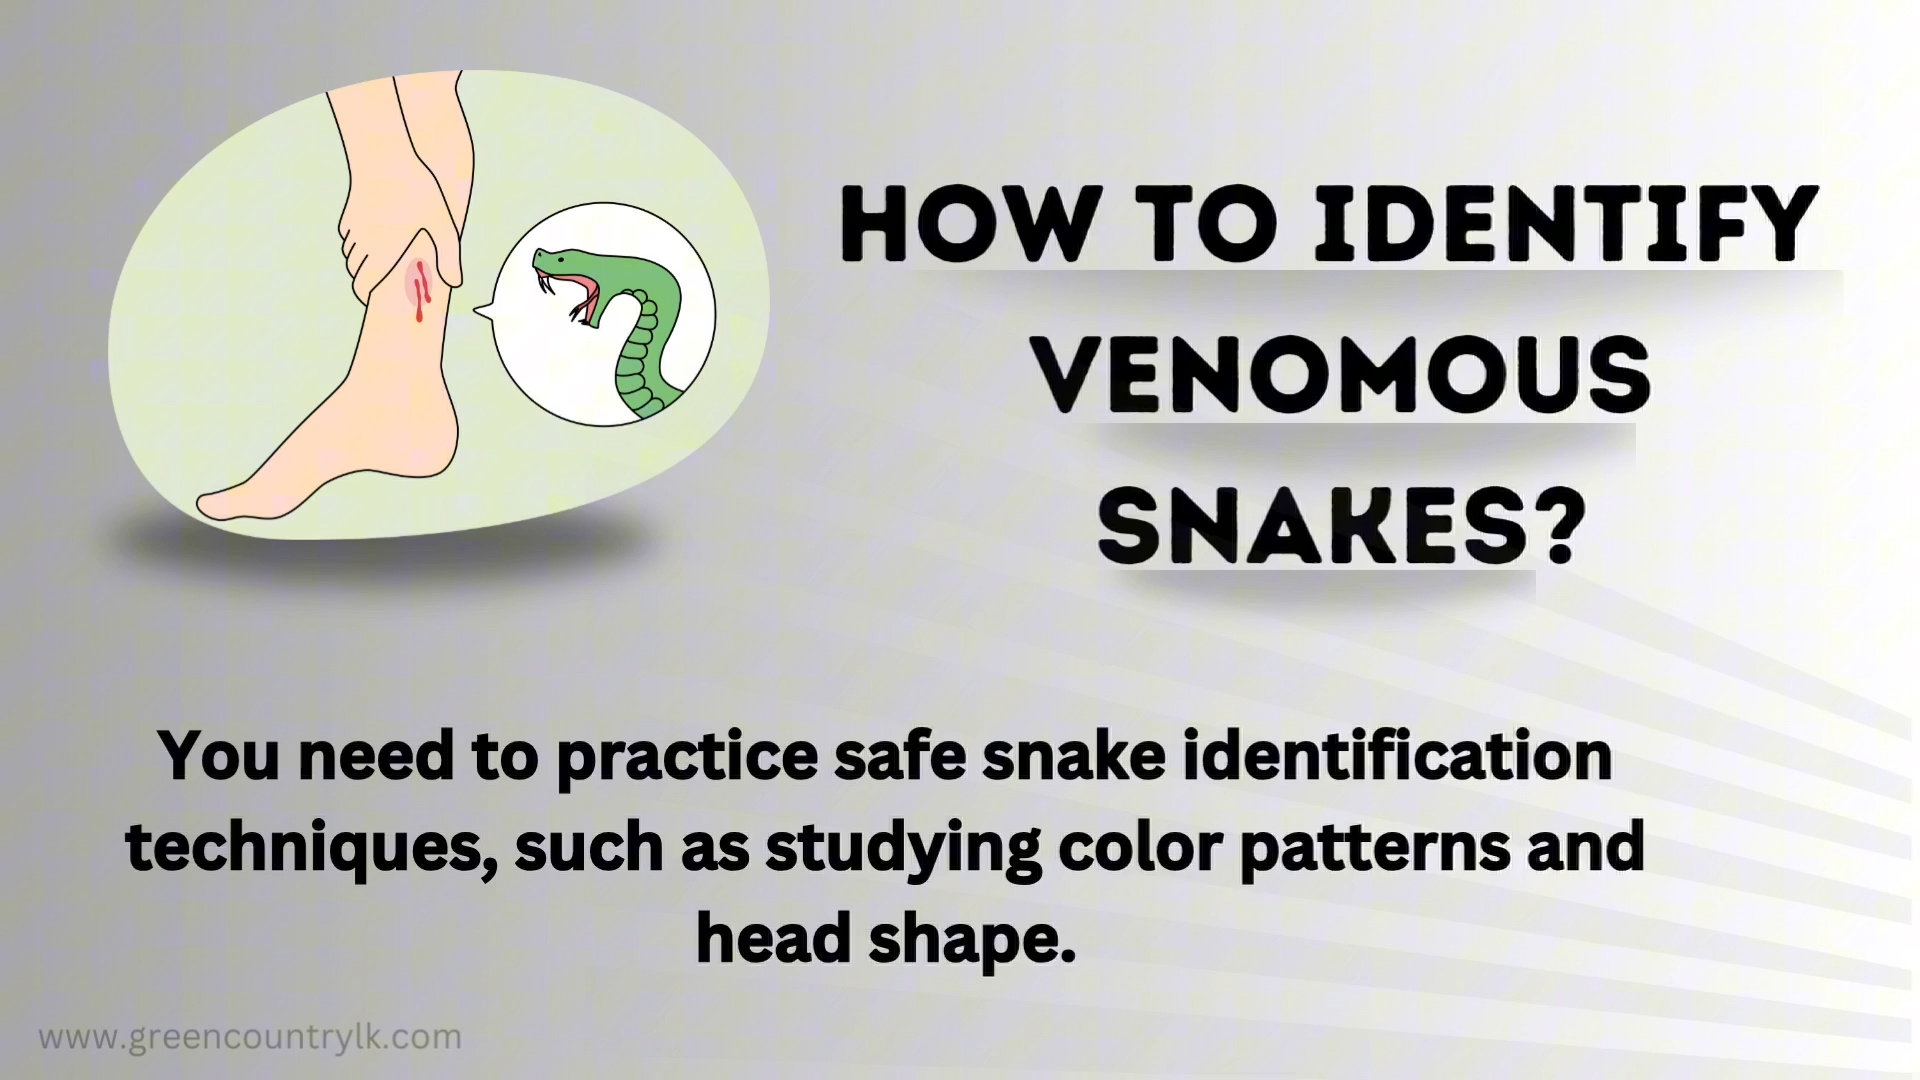 HOW TO IDENTIFY
VENOMOUS
SNAKES?
You need to practice safe snake identification
techniques, such as studying color patterns and
head shape.
www.greencountrylk.com